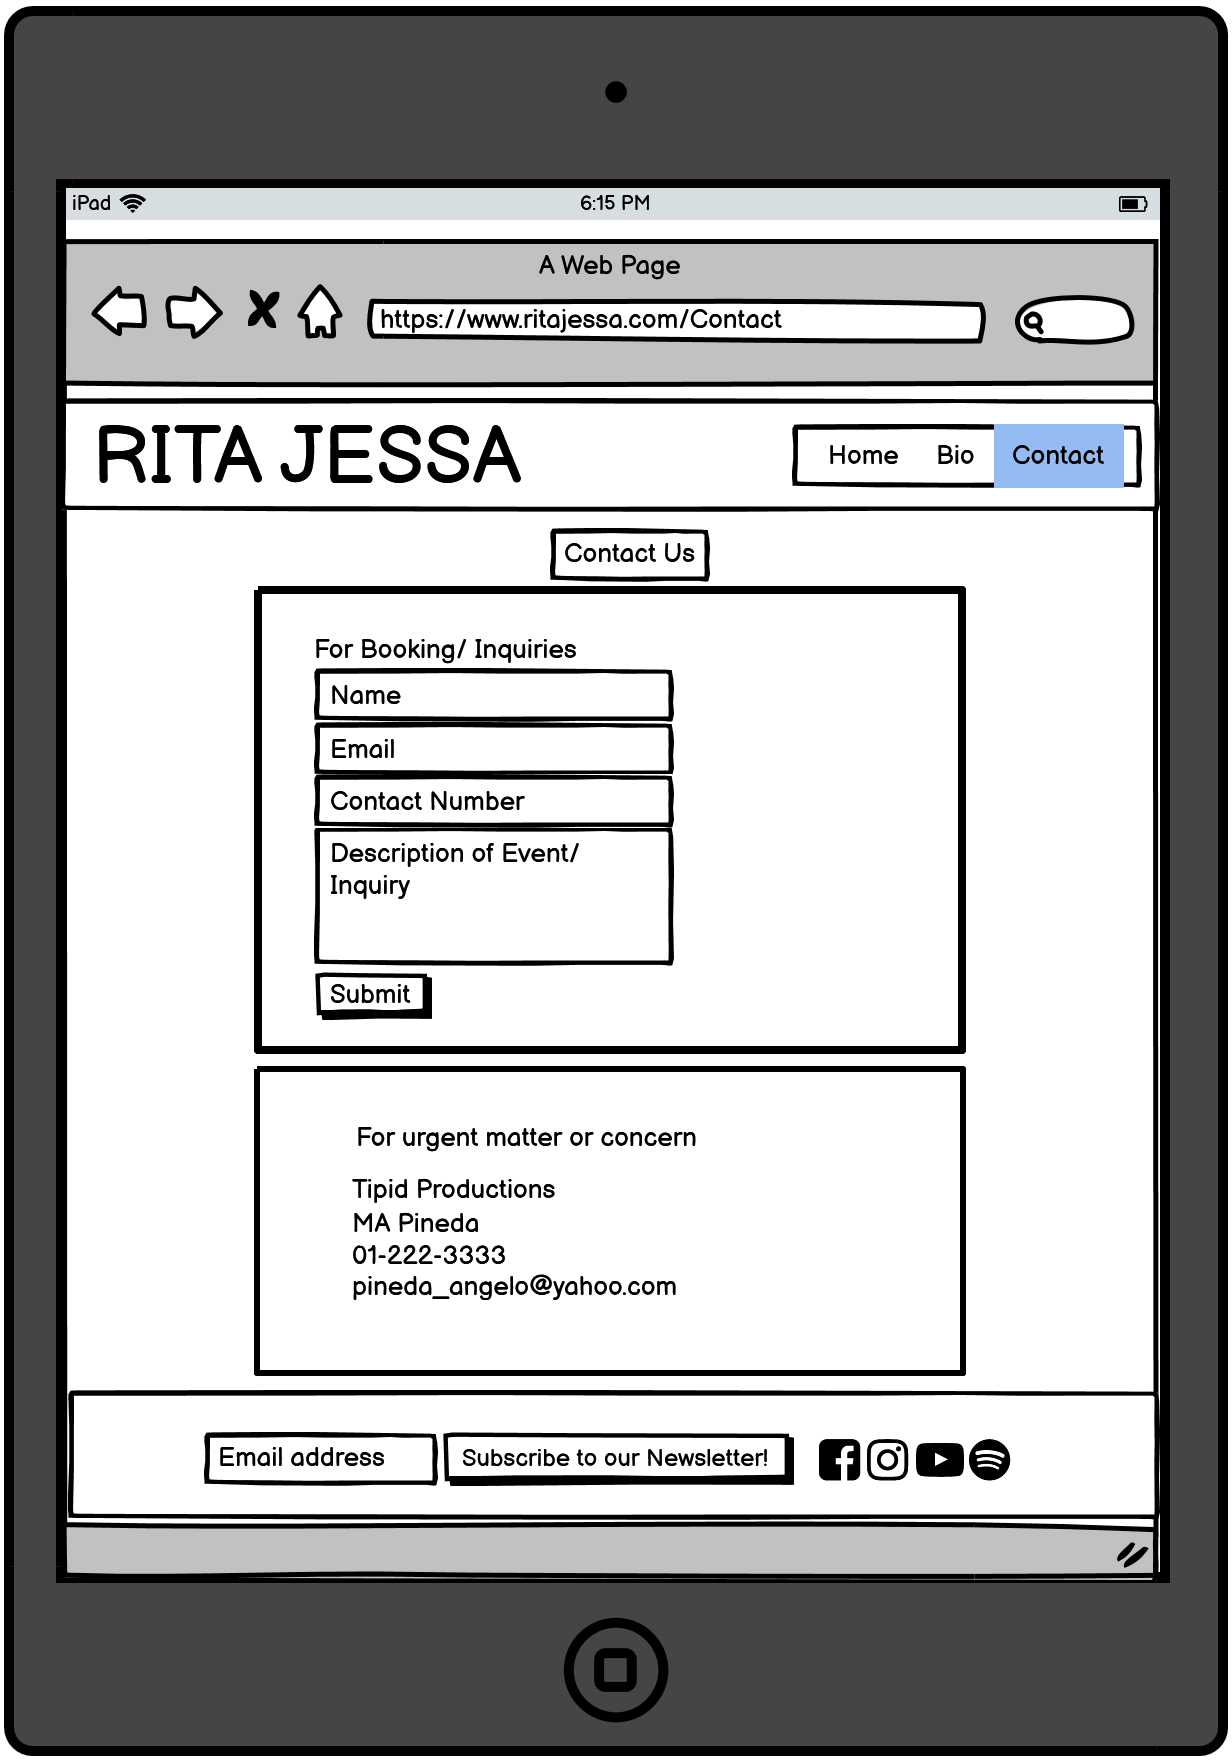 iPad
6:15 PM
A Web Page
https://www.ritajessa.com/Contact
RITA JESSA
Home Bio Contact
Contact Us
For Booking/ Inquiries
Name
Email
Contact Number
Description of Event/
Inquiry
Submit
For urgent matter or concern
Tipid Productions
MA Pineda
01-222-3333
pineda_angelo@yahoo.com
Email address
Subscribe to our Newsletter!